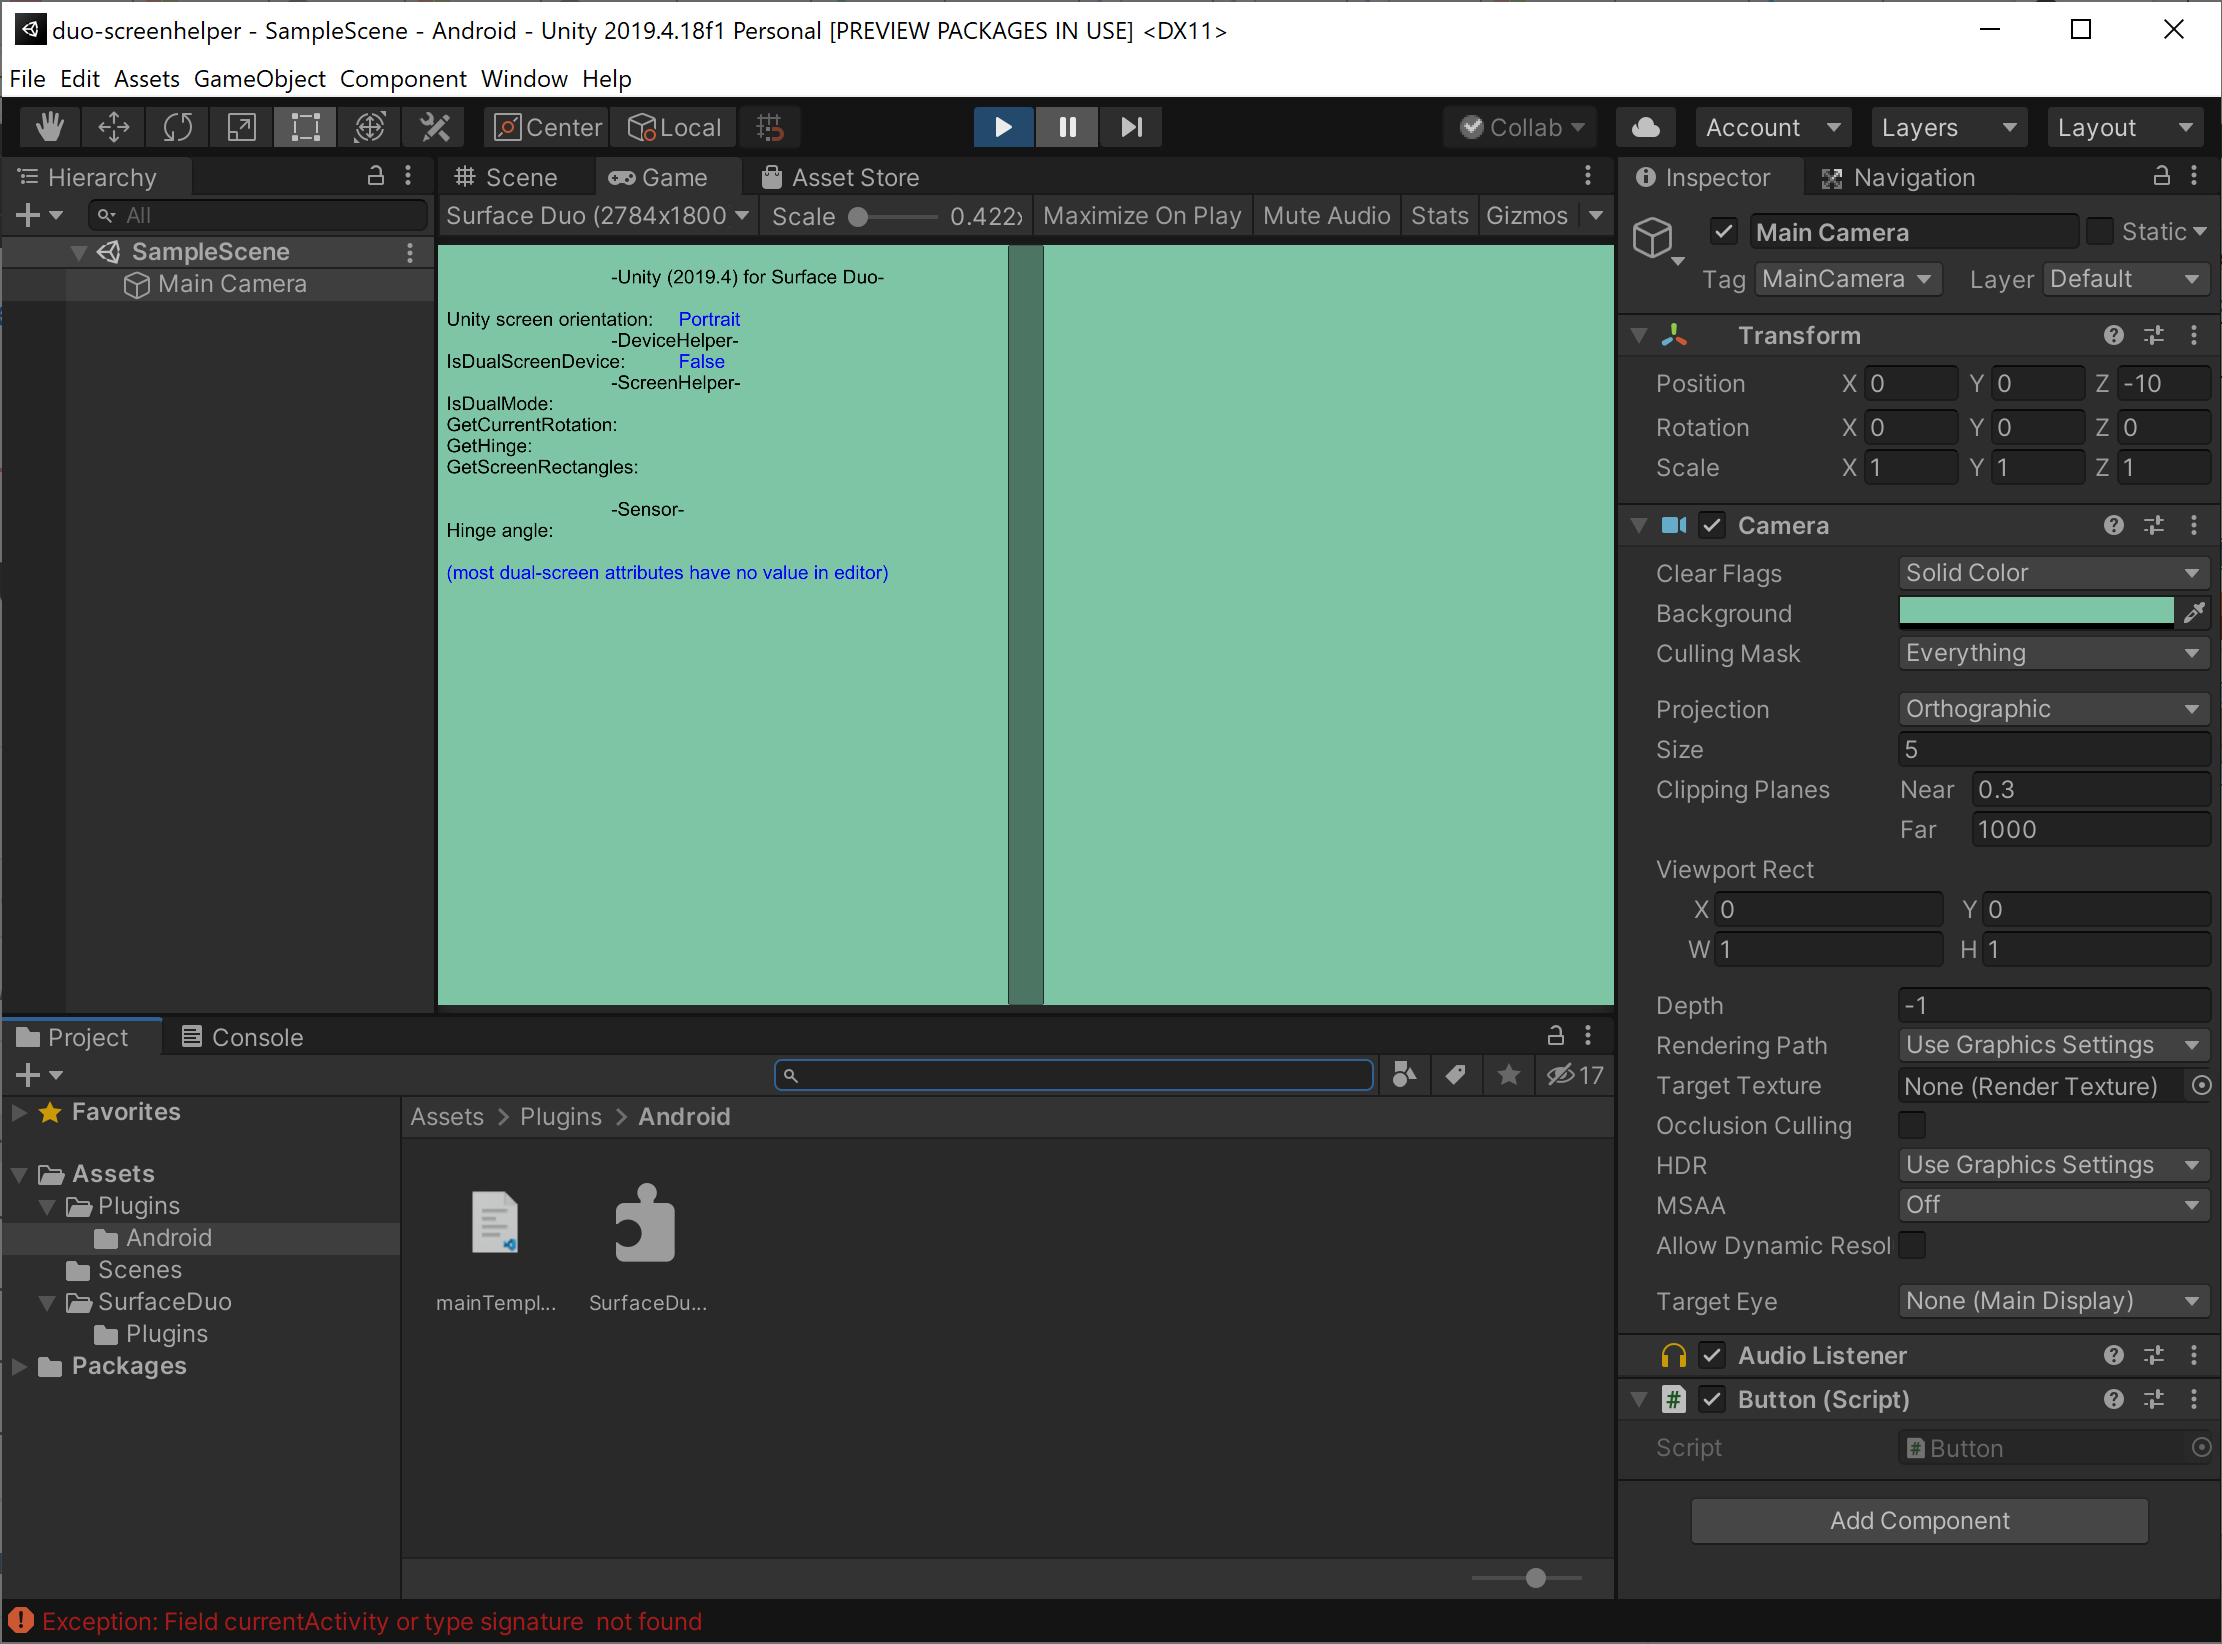 duo-screenhelper - SampleScene - Android - Unity 2019.4.18f1 Personal [PREVIEW PACKAGES IN USE] <DX11>
File Edit Assets GameObject Component Window Help
Center Local Collab Account Layers Layout
Hierarchy
All
SampleScene
Main Camera
Scene Game Asset Store
Surface Duo (2784x1800 Scale 0.422x Maximize On Play Mute Audio Stats Gizmos
-Unity (2019.4) for Surface Duo-
Unity screen orientation: Portrait
-DeviceHelper-
IsDualScreenDevice: False
-ScreenHelper-
IsDualMode:
GetCurrentRotation:
GetHinge:
GetScreenRectangles:
-Sensor-
Hinge angle:
(most dual-screen attributes have no value in editor)
Inspector Navigation
Main Camera Static
Tag MainCamera Layer Default
Transform
Position X 0 Y 0 Z -10
Rotation X 0 Y 0 Z 0
Scale X 1 Y 1 Z 1
Camera
Clear Flags Solid Color
Background
Culling Mask Everything
Projection Orthographic
Size 5
Clipping Planes Near 0.3
Far 1000
Viewport Rect
X 0 Y 0
W 1 H 1
Depth -1
Rendering Path Use Graphics Settings
Target Texture None (Render Texture)
Occlusion Culling
HDR Use Graphics Settings
MSAA Off
Allow Dynamic Resol
Target Eye None (Main Display)
Audio Listener
# Button (Script)
Script # Button
Add Component
Project Console
17
Favorites
Assets
Plugins
Android
Scenes
SurfaceDuo
Plugins
Packages
Assets > Plugins > Android
mainTempl... SurfaceDu...
Exception: Field currentActivity or type signature  not found